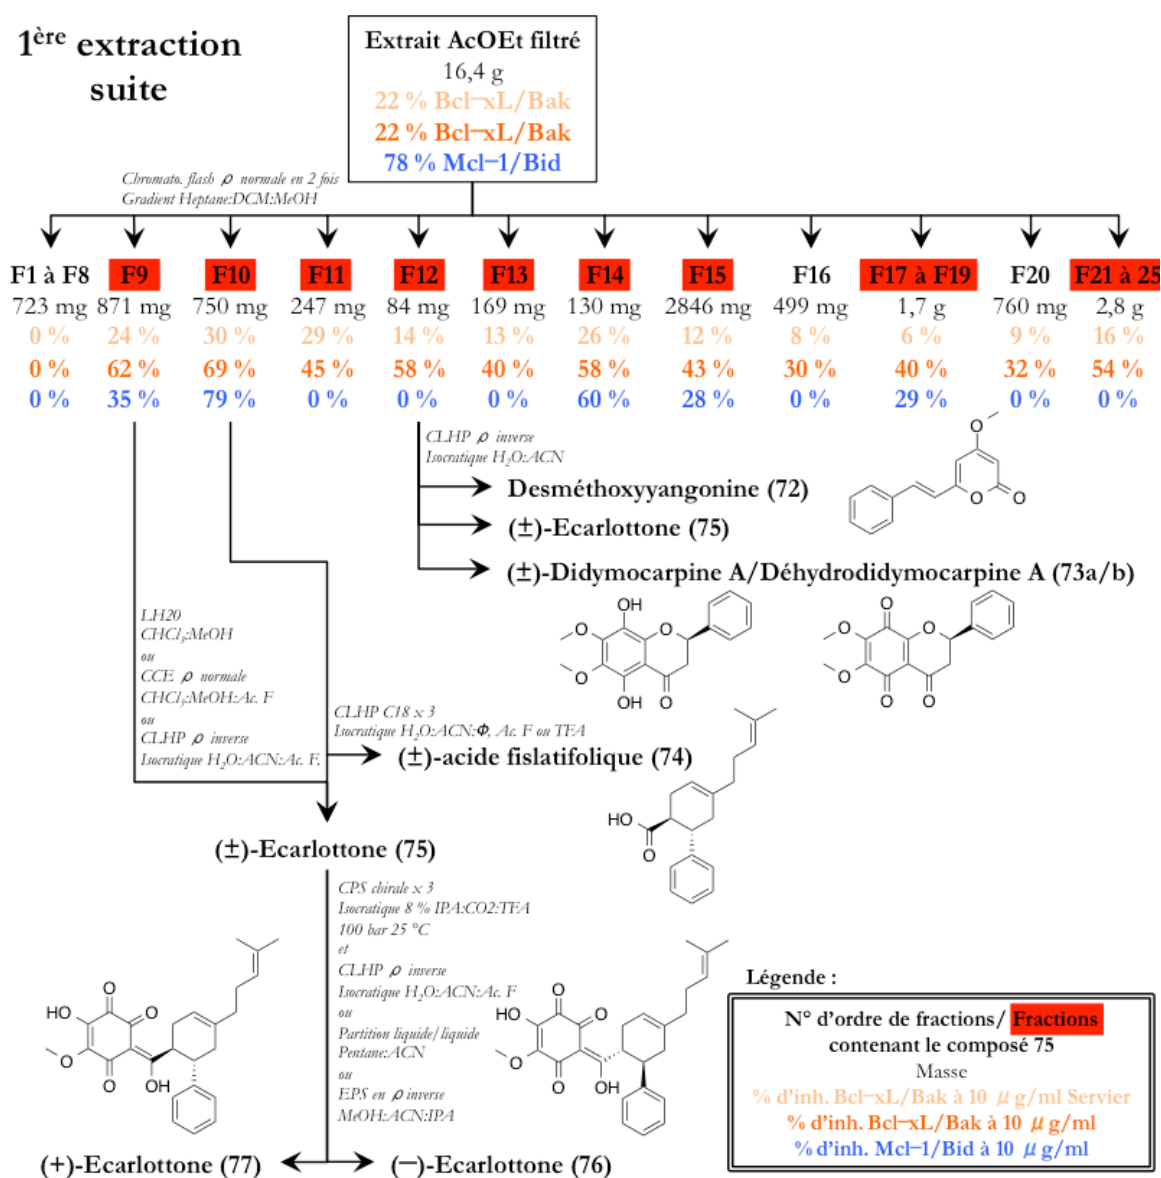 1ère extraction
suite
Extrait AcOEt filtré
16,4 g
22 % Bcl-xL/Bak
22 % Bcl-xL/Bak
78 % Mcl-1/Bid
Chromato. flash ρ normale en 2 fois
Gradient Heptane:DCM:MeOH
F1 à F8 F9 F10 F11 F12 F13 F14 F15 F16 F17 à F19 F20 F21 à 25
723 mg 871 mg 750 mg 247 mg 84 mg 169 mg 130 mg 2846 mg 499 mg 1,7 g 760 mg 2,8 g
0 % 24 % 30 % 29 % 14 % 13 % 26 % 12 % 8 % 6 % 9 % 16 %
0 % 62 % 69 % 45 % 58 % 40 % 58 % 43 % 30 % 40 % 32 % 54 %
0 % 35 % 79 % 0 % 0 % 0 % 60 % 28 % 0 % 29 % 0 % 0 %
CLHP ρ inverse
Isocratique H2O:ACN
Desméthoxyyangonine (72)
(±)-Ecarlottone (75)
(±)-Didymocarpine A/Déhydrodidymocarpine A (73a/b)
O
O
O
OH
O
O
O
OH
O
O
O
O
O
O
O
O
LH20
CHCl3:MeOH
ou
CCE ρ normale
CHCl3:MeOH:Ac. F
ou
CLHP ρ inverse
Isocratique H2O:ACN:Ac. F.
CLHP C18 x 3
Isocratique H2O:ACN:Φ, Ac. F ou TFA
(±)-acide fislatifolique (74)
HO
O
(±)-Ecarlottone (75)
CPS chirale x 3
Isocratique 8 % IPA:CO2:TFA
100 bar 25 °C
et
CLHP ρ inverse
Isocratique H2O:ACN:Ac. F
ou
Partition liquide/liquide
Pentane:ACN
ou
EPS en ρ inverse
MeOH:ACN:IPA
O
HO
O
O
O
OH
O
HO
O
O
O
OH
(+)-Ecarlottone (77)
(−)-Ecarlottone (76)
Légende :
N° d'ordre de fractions/ Fractions
contenant le composé 75
Masse
% d'inh. Bcl-xL/Bak à 10 μg/ml Servier
% d'inh. Bcl-xL/Bak à 10 μg/ml
% d'inh. Mcl-1/Bid à 10 μg/ml